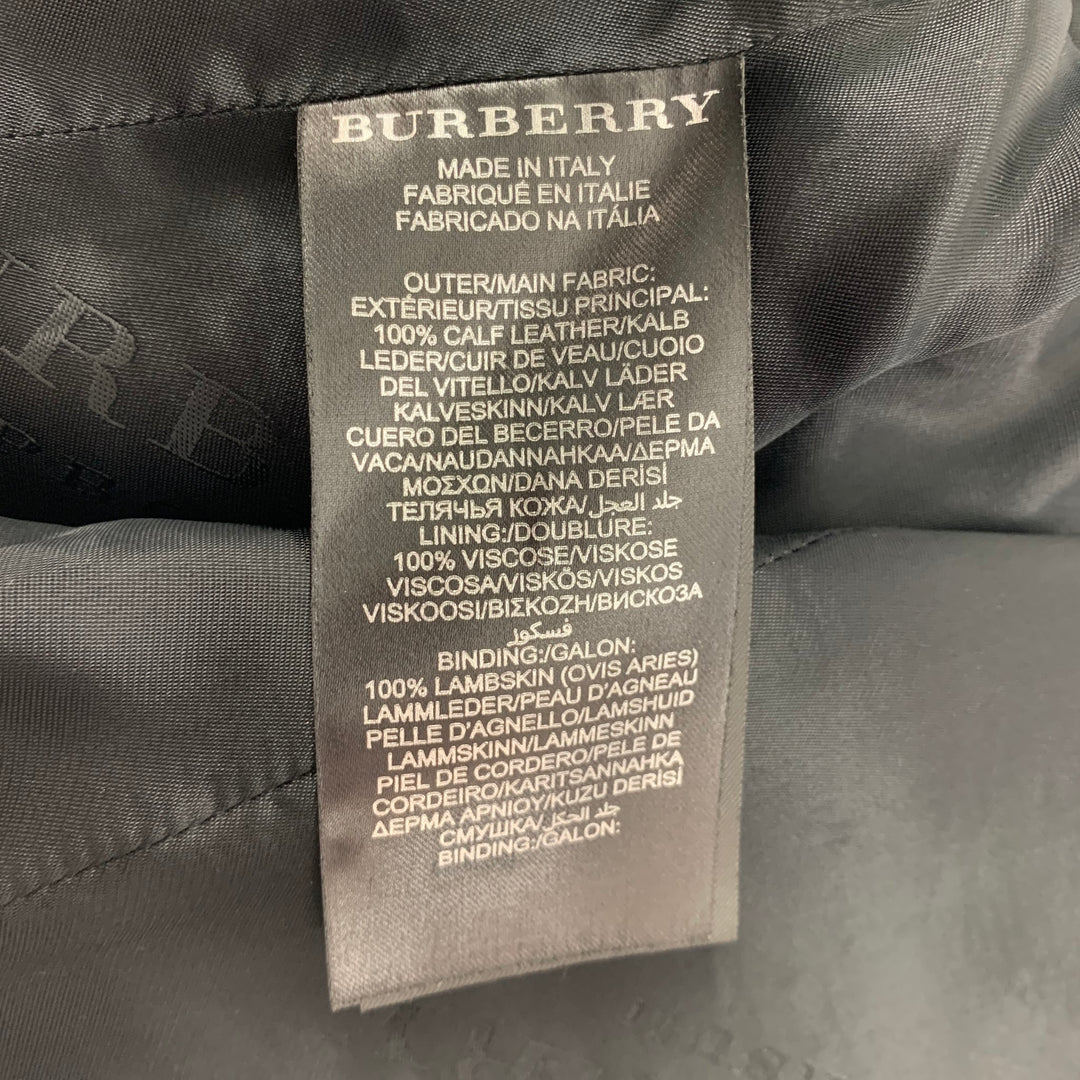 BURBERRY
MADE IN ITALY
FABRIQUÉ EN ITALIE
FABRICADO NA ITÁLIA
OUTER/MAIN FABRIC:
EXTÉRIEUR/TISSU PRINCIPAL:
100% CALF LEATHER/KALB
LEDER/CUIR DE VEAU/CUOIO
DEL VITELLO/KALV LÄDER
KALVESKINN/KALV LÆR
CUERO DEL BECERRO/PELE DA
VACA/NAUDANNAHKAA/ΔΕΡΜΑ
ΜΟΣΧΩΝ/DANA DERİSİ
ТЕЛЯЧЬЯ КОЖА/جلد العجل
LINING:/DOUBLURE:
100% VISCOSE/VISKOSE
VISCOSA/VISKÖS/VISKOS
VISKOOSI/ΒΙΣΚΟΖΗ/ВИСКОЗА
فسكوز
BINDING:/GALON:
100% LAMBSKIN (OVIS ARIES)
LAMMLEDER/PEAU D'AGNEAU
PELLE D'AGNELLO/LAMSHUID
LAMMSKINN/LAMMESKINN
PIEL DE CORDERO/PELE DE
CORDEIRO/KARITSANNAHKA
ΔΕΡΜΑ ΑΡΝΙΟΥ/KUZU DERİSİ
СМУШКА/جلد الحكل
BINDING:/GALON: